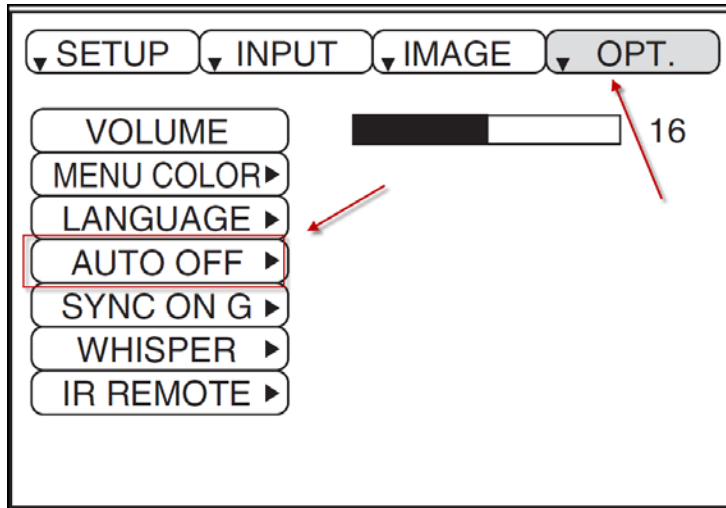 SETUP INPUT IMAGE OPT.
VOLUME 16
MENU COLOR
LANGUAGE
AUTO OFF
SYNC ON G
WHISPER
IR REMOTE